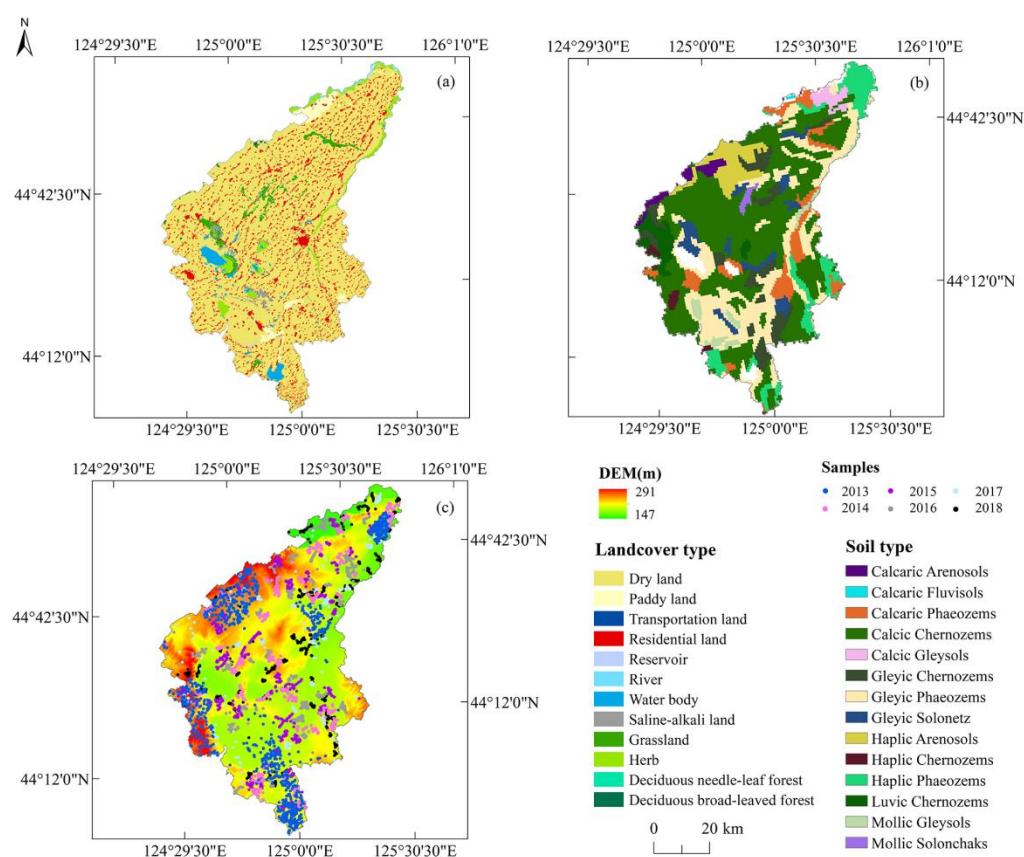 N
124°29'30"E 125°0'0"E 125°30'30"E 126°1'0"E
(a)
44°42'30"N
44°12'0"N
124°29'30"E 125°0'0"E 125°30'30"E
124°29'30"E 125°0'0"E 125°30'30"E 126°1'0"E
(b)
44°42'30"N
44°12'0"N
124°29'30"E 125°0'0"E 125°30'30"E
124°29'30"E 125°0'0"E 125°30'30"E 126°1'0"E
(c)
44°42'30"N
44°42'30"N
44°12'0"N
44°12'0"N
124°29'30"E 125°0'0"E 125°30'30"E
DEM(m)
291
147
Samples
2013 2015 2017
2014 2016 2018
Landcover type
Dry land
Paddy land
Transportation land
Residential land
Reservoir
River
Water body
Saline-alkali land
Grassland
Herb
Deciduous needle-leaf forest
Deciduous broad-leaved forest
0 20 km
Soil type
Calcaric Arenosols
Calcaric Fluvisols
Calcaric Phaeozems
Calcic Chernozems
Calcic Gleysols
Gleyic Chernozems
Gleyic Phaeozems
Gleyic Solonetz
Haplic Arenosols
Haplic Chernozems
Haplic Phaeozems
Luvic Chernozems
Mollic Gleysols
Mollic Solonchaks